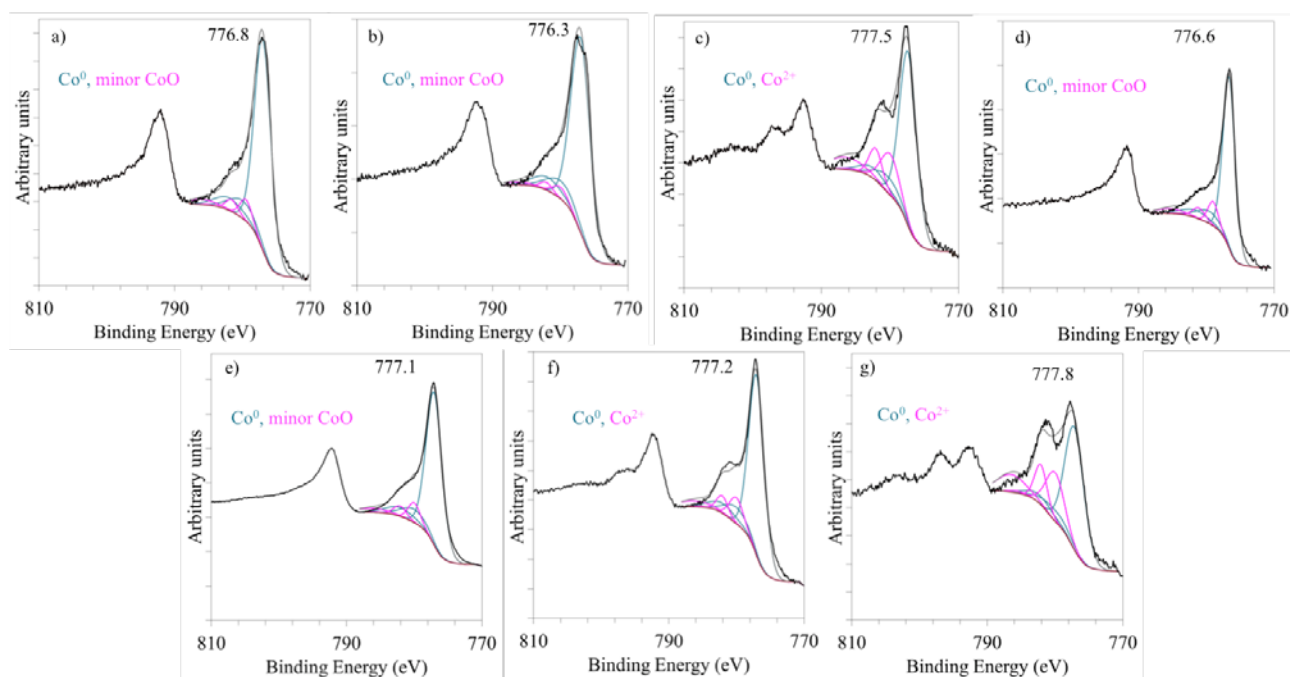 a)
776.8
Co⁰, minor CoO
Arbitrary units
810 790 770
Binding Energy (eV)
b)
776.3
Co⁰, minor CoO
Arbitrary units
810 790 770
Binding Energy (eV)
c)
777.5
Co⁰, Co²⁺
Arbitrary units
810 790 770
Binding Energy (eV)
d)
776.6
Co⁰, minor CoO
Arbitrary units
810 790 770
Binding Energy (eV)
e)
777.1
Co⁰, minor CoO
Arbitrary units
810 790 770
Binding Energy (eV)
f)
777.2
Co⁰, Co²⁺
Arbitrary units
810 790 770
Binding Energy (eV)
g)
777.8
Co⁰, Co²⁺
Arbitrary units
810 790 770
Binding Energy (eV)